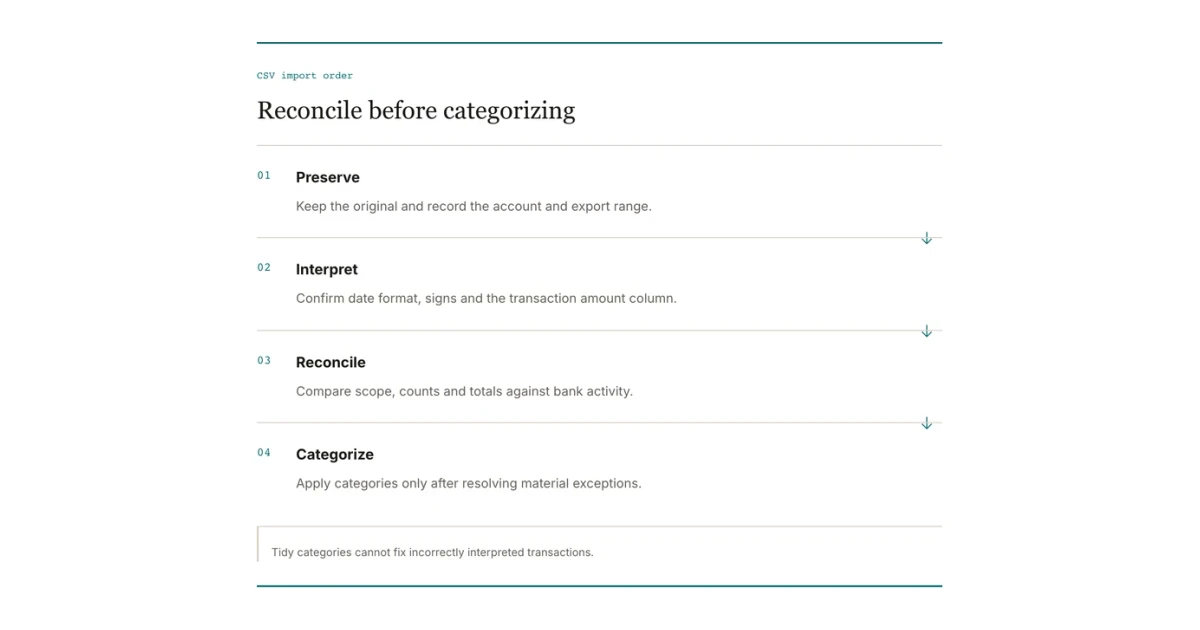 CSV import order
Reconcile before categorizing
01
Preserve
Keep the original and record the account and export range.
02
Interpret
Confirm date format, signs and the transaction amount column.
03
Reconcile
Compare scope, counts and totals against bank activity.
04
Categorize
Apply categories only after resolving material exceptions.
Tidy categories cannot fix incorrectly interpreted transactions.